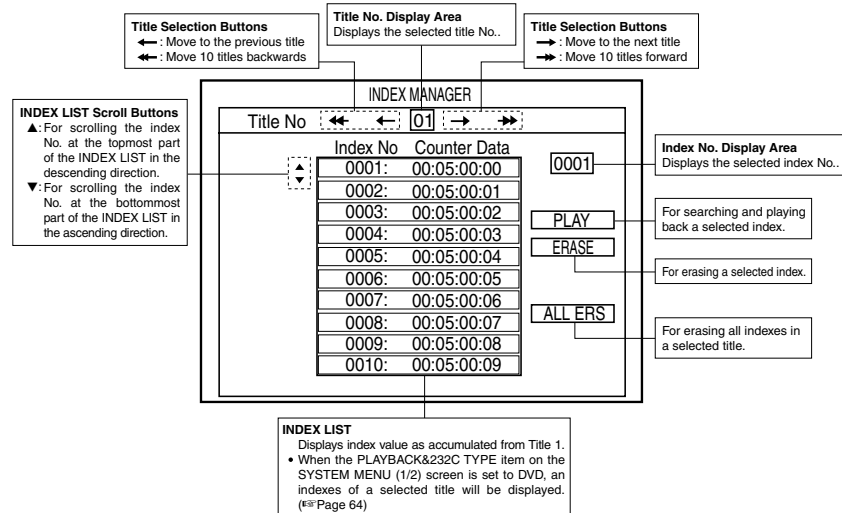 Title Selection Buttons
← : Move to the previous title
↞ : Move 10 titles backwards
Title No. Display Area
Displays the selected title No..
Title Selection Buttons
→ : Move to the next title
↠ : Move 10 titles forward
INDEX LIST Scroll Buttons
▲: For scrolling the index
No. at the topmost part
of the INDEX LIST in the
descending direction.
▼: For scrolling the index
No. at the bottommost
part of the INDEX LIST in
the ascending direction.
INDEX MANAGER
Title No ↞ ← 01 → ↠
Index No Counter Data
▲
▼
0001: 00:05:00:00
0002: 00:05:00:01
0003: 00:05:00:02
0004: 00:05:00:03
0005: 00:05:00:04
0006: 00:05:00:05
0007: 00:05:00:06
0008: 00:05:00:07
0009: 00:05:00:08
0010: 00:05:00:09
0001
PLAY
ERASE
ALL ERS
Index No. Display Area
Displays the selected index No..
For searching and playing
back a selected index.
For erasing a selected index.
For erasing all indexes in
a selected title.
INDEX LIST
Displays index value as accumulated from Title 1.
• When the PLAYBACK&232C TYPE item on the
SYSTEM MENU (1/2) screen is set to DVD, an
indexes of a selected title will be displayed.
(☞Page 64)